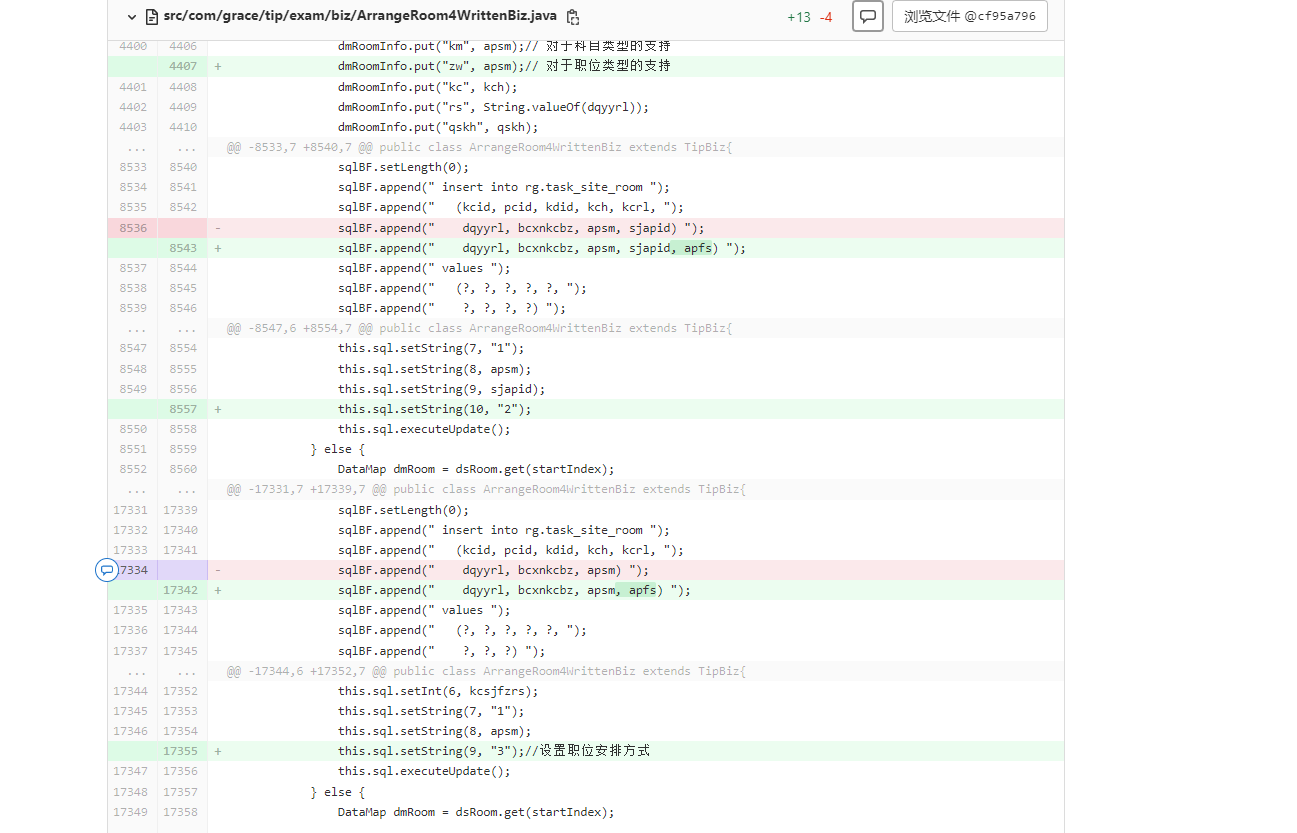 src/com/grace/tip/exam/biz/ArrangeRoom4WrittenBiz.java +13 -4 浏览文件 @cf95a796
4400 4406 dmRoomInfo.put("km", apsm);// 对于科目类型的支持
4407 + dmRoomInfo.put("zw", apsm);// 对于职位类型的支持
4401 4408 dmRoomInfo.put("kc", kch);
4402 4409 dmRoomInfo.put("rs", String.valueOf(dqyyrl));
4403 4410 dmRoomInfo.put("qskh", qskh);
... ... @@ -8533,7 +8540,7 @@ public class ArrangeRoom4WrittenBiz extends TipBiz{
8533 8540 sqlBF.setLength(0);
8534 8541 sqlBF.append(" insert into rg.task_site_room ");
8535 8542 sqlBF.append("   (kcid, pcid, kdid, kch, kcrl, ");
8536 - sqlBF.append("    dqyyrl, bcxnkcbz, apsm, sjapid) ");
8543 + sqlBF.append("    dqyyrl, bcxnkcbz, apsm, sjapid, apfs) ");
8537 8544 sqlBF.append(" values ");
8538 8545 sqlBF.append("   (?, ?, ?, ?, ?, ");
8539 8546 sqlBF.append("    ?, ?, ?, ?) ");
... ... @@ -8547,6 +8554,7 @@ public class ArrangeRoom4WrittenBiz extends TipBiz{
8547 8554 this.sql.setString(7, "1");
8548 8555 this.sql.setString(8, apsm);
8549 8556 this.sql.setString(9, sjapid);
8557 + this.sql.setString(10, "2");
8550 8558 this.sql.executeUpdate();
8551 8559 } else {
8552 8560 DataMap dmRoom = dsRoom.get(startIndex);
... ... @@ -17331,7 +17339,7 @@ public class ArrangeRoom4WrittenBiz extends TipBiz{
17331 17339 sqlBF.setLength(0);
17332 17340 sqlBF.append(" insert into rg.task_site_room ");
17333 17341 sqlBF.append("   (kcid, pcid, kdid, kch, kcrl, ");
17334 - sqlBF.append("    dqyyrl, bcxnkcbz, apsm) ");
17342 + sqlBF.append("    dqyyrl, bcxnkcbz, apsm, apfs) ");
17335 17343 sqlBF.append(" values ");
17336 17344 sqlBF.append("   (?, ?, ?, ?, ?, ");
17337 17345 sqlBF.append("    ?, ?, ?) ");
... ... @@ -17344,6 +17352,7 @@ public class ArrangeRoom4WrittenBiz extends TipBiz{
17344 17352 this.sql.setInt(6, kcsjfzrs);
17345 17353 this.sql.setString(7, "1");
17346 17354 this.sql.setString(8, apsm);
17355 + this.sql.setString(9, "3");//设置职位安排方式
17347 17356 this.sql.executeUpdate();
17348 17357 } else {
17349 17358 DataMap dmRoom = dsRoom.get(startIndex);